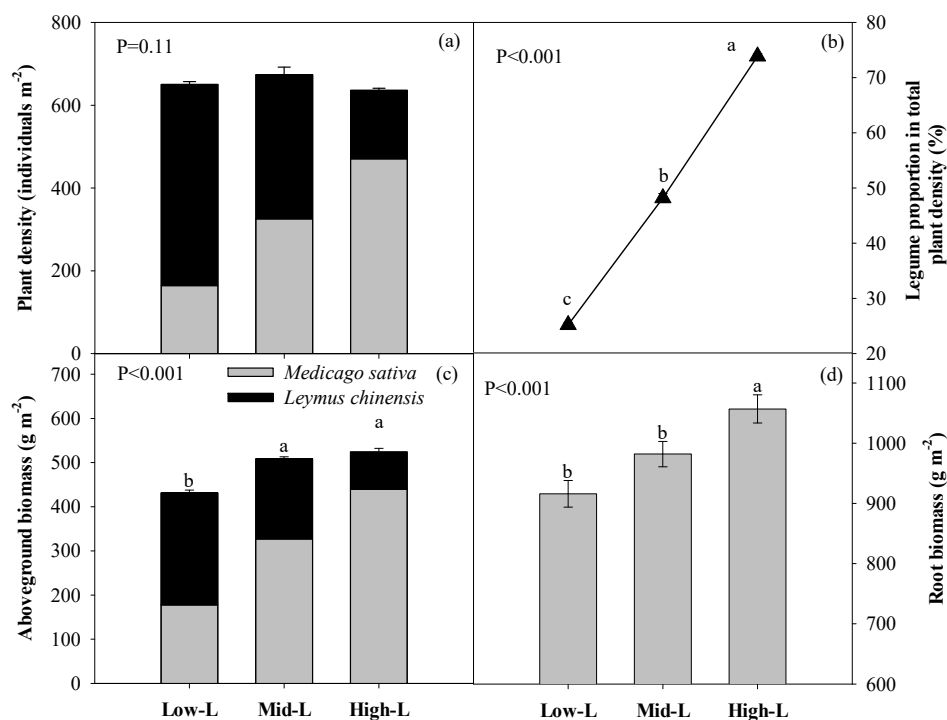 Plant density (individuals m-2)
800
600
400
200
0
P=0.11
(a)
P<0.001
(b)
a
b
c
80
70
60
50
40
30
20
Legume proportion in total
plant density (%)
Aboveground biomass (g m-2)
700
600
500
400
300
200
100
0
P<0.001
(c)
Medicago sativa
Leymus chinensis
b
a
a
Low-L
Mid-L
High-L
P<0.001
(d)
b
b
a
1100
1000
900
800
700
600
Root biomass (g m-2)
Low-L
Mid-L
High-L